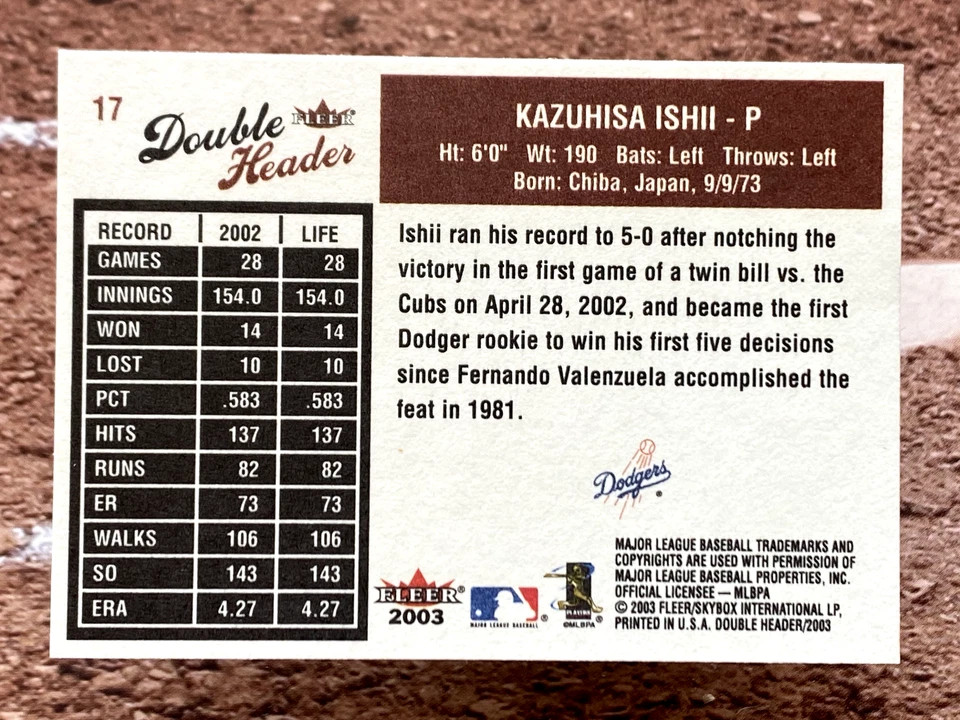 17
Double FLEER
Header
KAZUHISA ISHII - P
Ht: 6'0" Wt: 190 Bats: Left Throws: Left
Born: Chiba, Japan, 9/9/73
RECORD 2002 LIFE
GAMES 28 28
INNINGS 154.0 154.0
WON 14 14
LOST 10 10
PCT .583 .583
HITS 137 137
RUNS 82 82
ER 73 73
WALKS 106 106
SO 143 143
ERA 4.27 4.27
Ishii ran his record to 5-0 after notching the
victory in the first game of a twin bill vs. the
Cubs on April 28, 2002, and became the first
Dodger rookie to win his first five decisions
since Fernando Valenzuela accomplished the
feat in 1981.
Dodgers®
FLEER®
2003
MAJOR LEAGUE BASEBALL®
PLAYERS
©MLBPA
MAJOR LEAGUE BASEBALL TRADEMARKS AND
COPYRIGHTS ARE USED WITH PERMISSION OF
MAJOR LEAGUE BASEBALL PROPERTIES, INC.
OFFICIAL LICENSEE — MLBPA
© 2003 FLEER/SKYBOX INTERNATIONAL LP,
PRINTED IN U.S.A. DOUBLE HEADER/2003